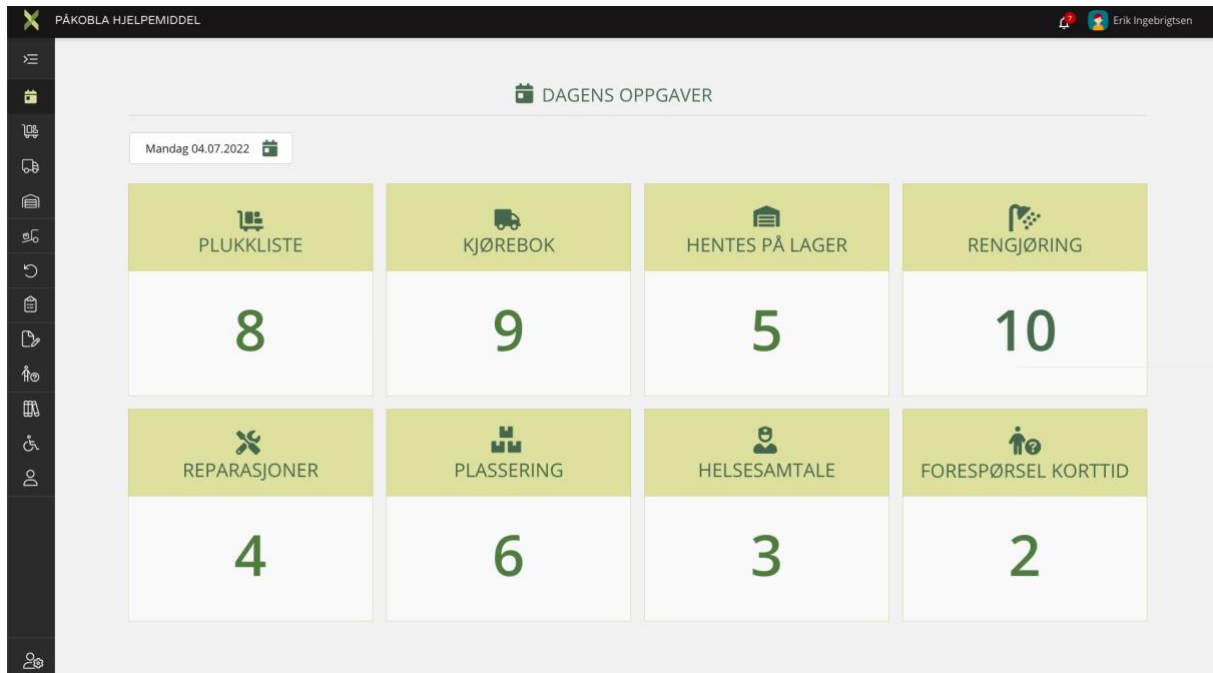 PÅKOBLA HJELPEMIDDEL
7
Erik Ingebrigtsen
DAGENS OPPGAVER
Mandag 04.07.2022
PLUKKLISTE
8
KJØREBOK
9
HENTES PÅ LAGER
5
RENGJØRING
10
REPARASJONER
4
PLASSERING
6
HELSESAMTALE
3
FORESPØRSEL KORTTID
2